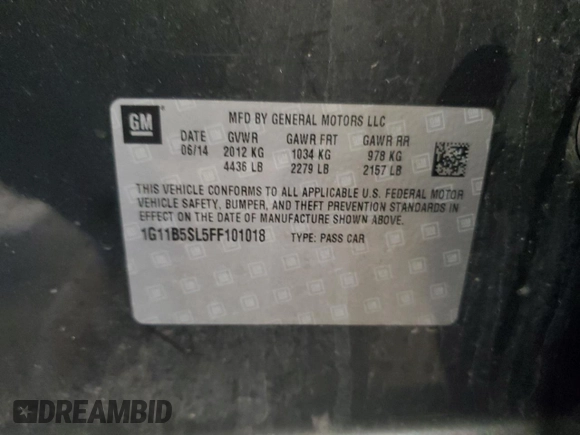 GM
MFD BY GENERAL MOTORS LLC
DATE GVWR GAWR FRT GAWR RR
06/14 2012 KG 1034 KG 978 KG
4436 LB 2279 LB 2157 LB
THIS VEHICLE CONFORMS TO ALL APPLICABLE U.S. FEDERAL MOTOR
VEHICLE SAFETY, BUMPER, AND THEFT PREVENTION STANDARDS IN
EFFECT ON THE DATE OF MANUFACTURE SHOWN ABOVE.
1G11B5SL5FF101018 TYPE: PASS CAR
DREAMBID